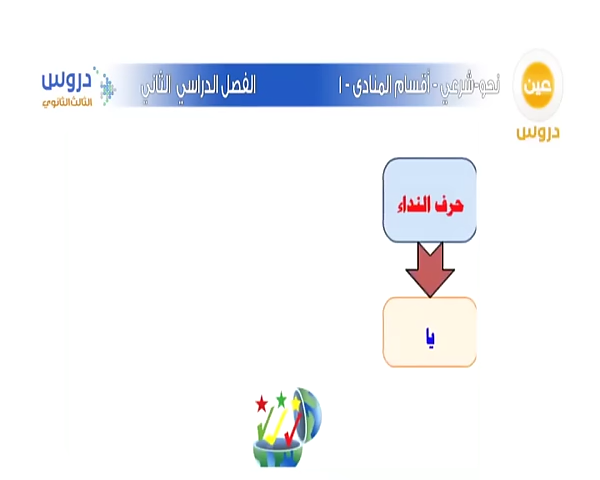 نحو-شرعي - أقسام المنادى - ١
الفصل الدراسي الثاني
دروس
الثالث الثانوي
عين
دروس
حرف النداء
يا